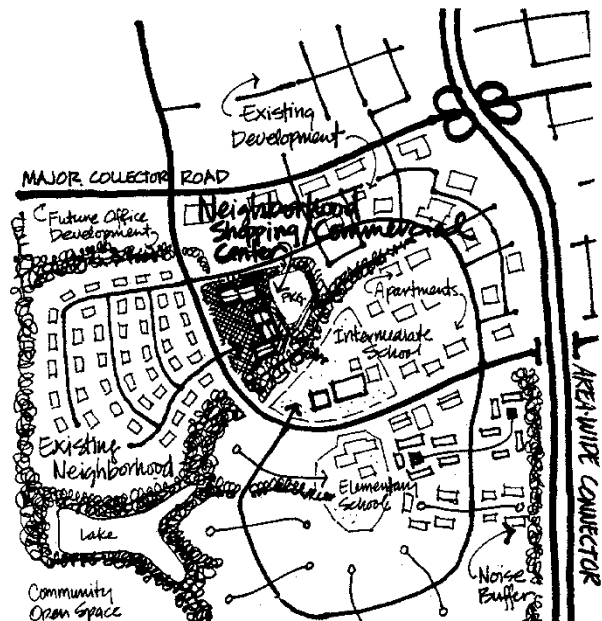 Existing
Development
MAJOR COLLECTOR ROAD
Future Office
Development
Neighborhood
Shopping/Commercial
Center
PKG.
Apartments
Intermediate
School
AREA-WIDE CONNECTOR
Existing
Neighborhood
Elementary
School
Lake
Noise
Buffer
Community
Open Space